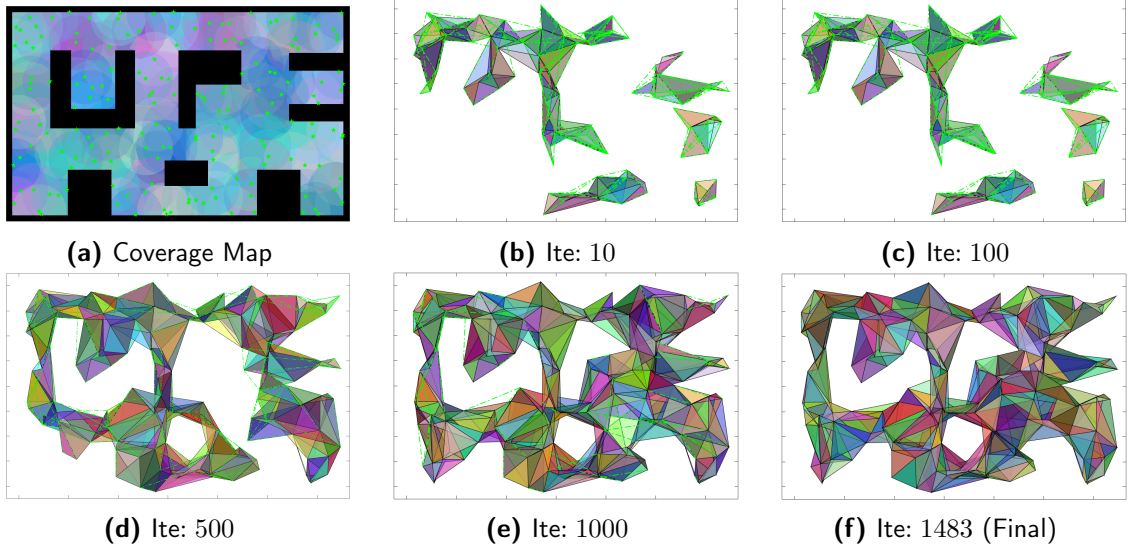 (a) Coverage Map
(b) Ite: 10
(c) Ite: 100
(d) Ite: 500
(e) Ite: 1000
(f) Ite: 1483 (Final)